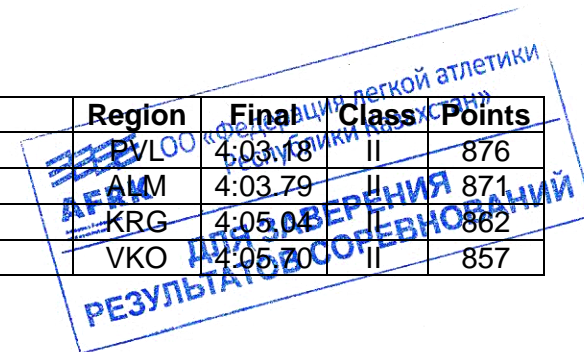 Region Final Class Points
PVL 4:03.18 II 876
ALM 4:03.79 II 871
KRG 4:05.04 II 862
VKO 4:05.70 II 857
AFRK
ОО «Федерация легкой атлетики
Республики Казахстан»
ДЛЯ ЗАВЕРЕНИЯ
РЕЗУЛЬТАТОВ СОРЕВНОВАНИЙ